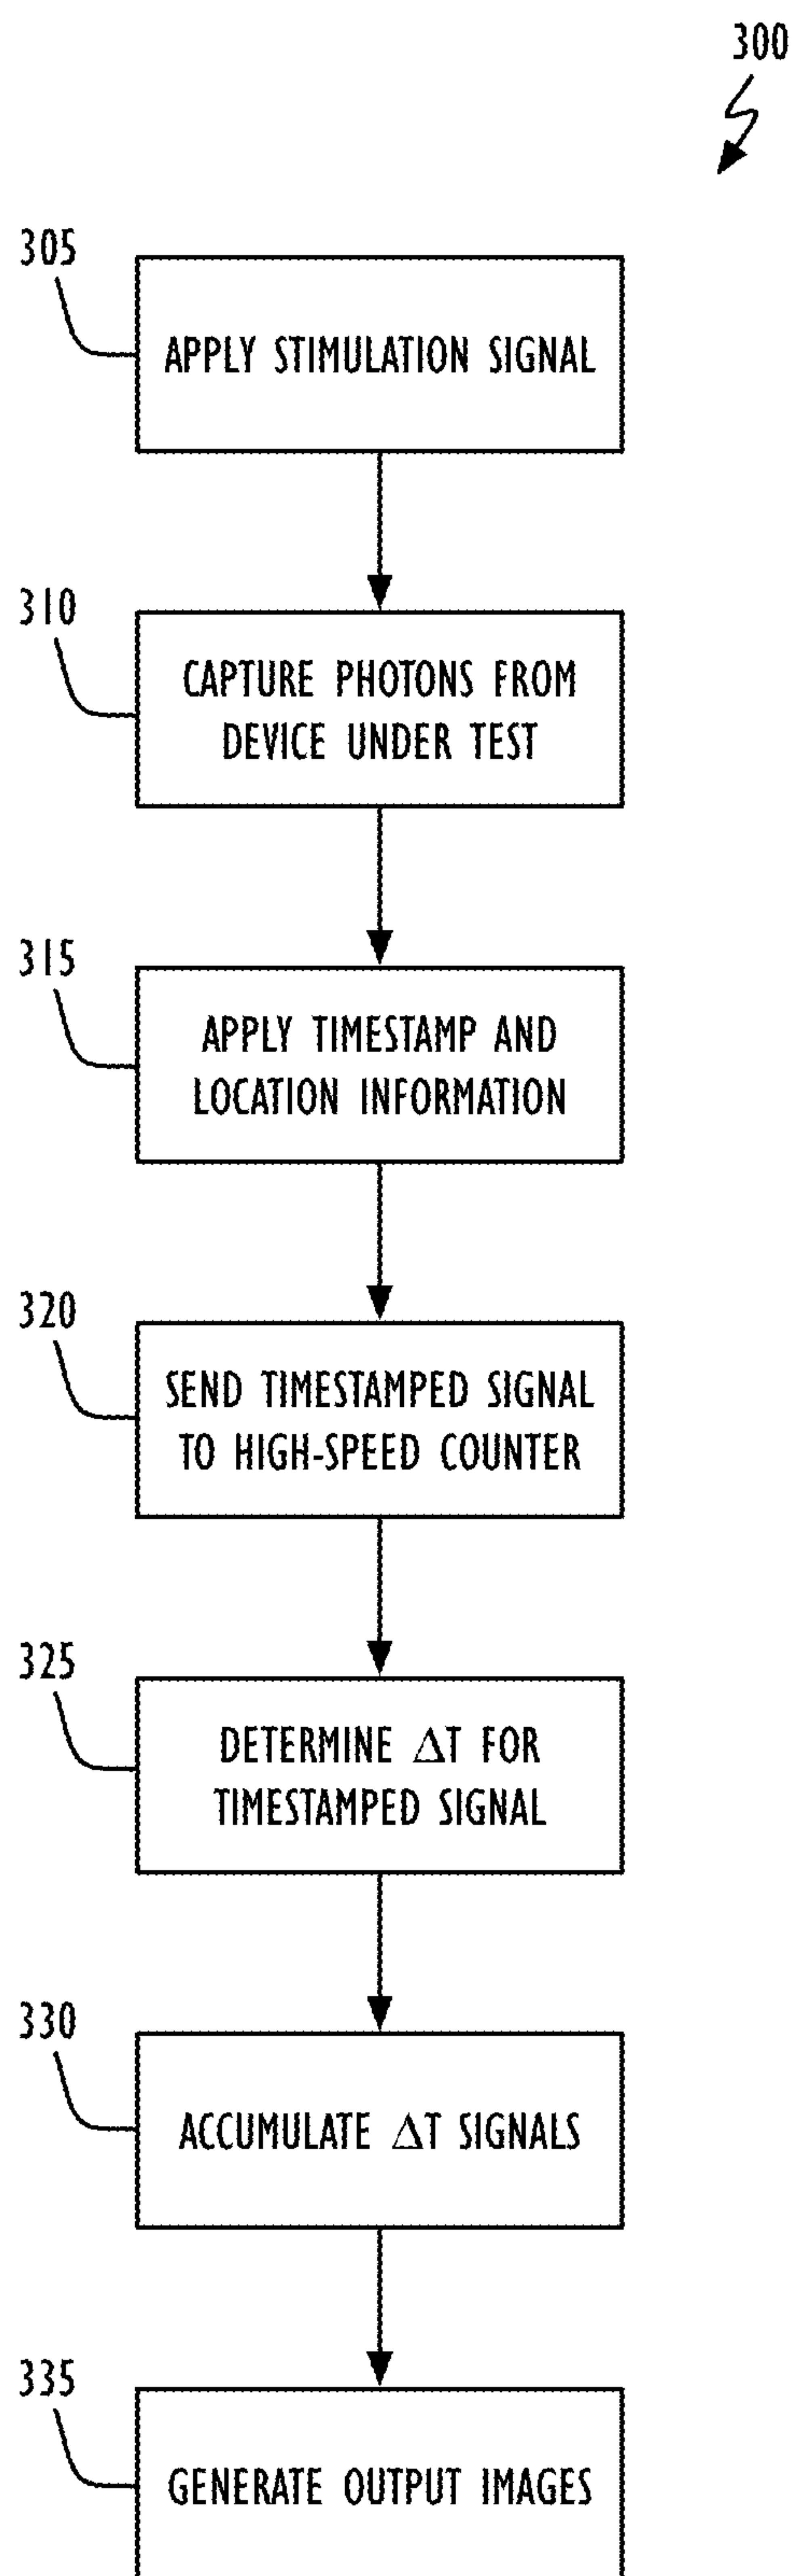 300
305
APPLY STIMULATION SIGNAL
310
CAPTURE PHOTONS FROM
DEVICE UNDER TEST
315
APPLY TIMESTAMP AND
LOCATION INFORMATION
320
SEND TIMESTAMPED SIGNAL
TO HIGH-SPEED COUNTER
325
DETERMINE ΔT FOR
TIMESTAMPED SIGNAL
330
ACCUMULATE ΔT SIGNALS
335
GENERATE OUTPUT IMAGES